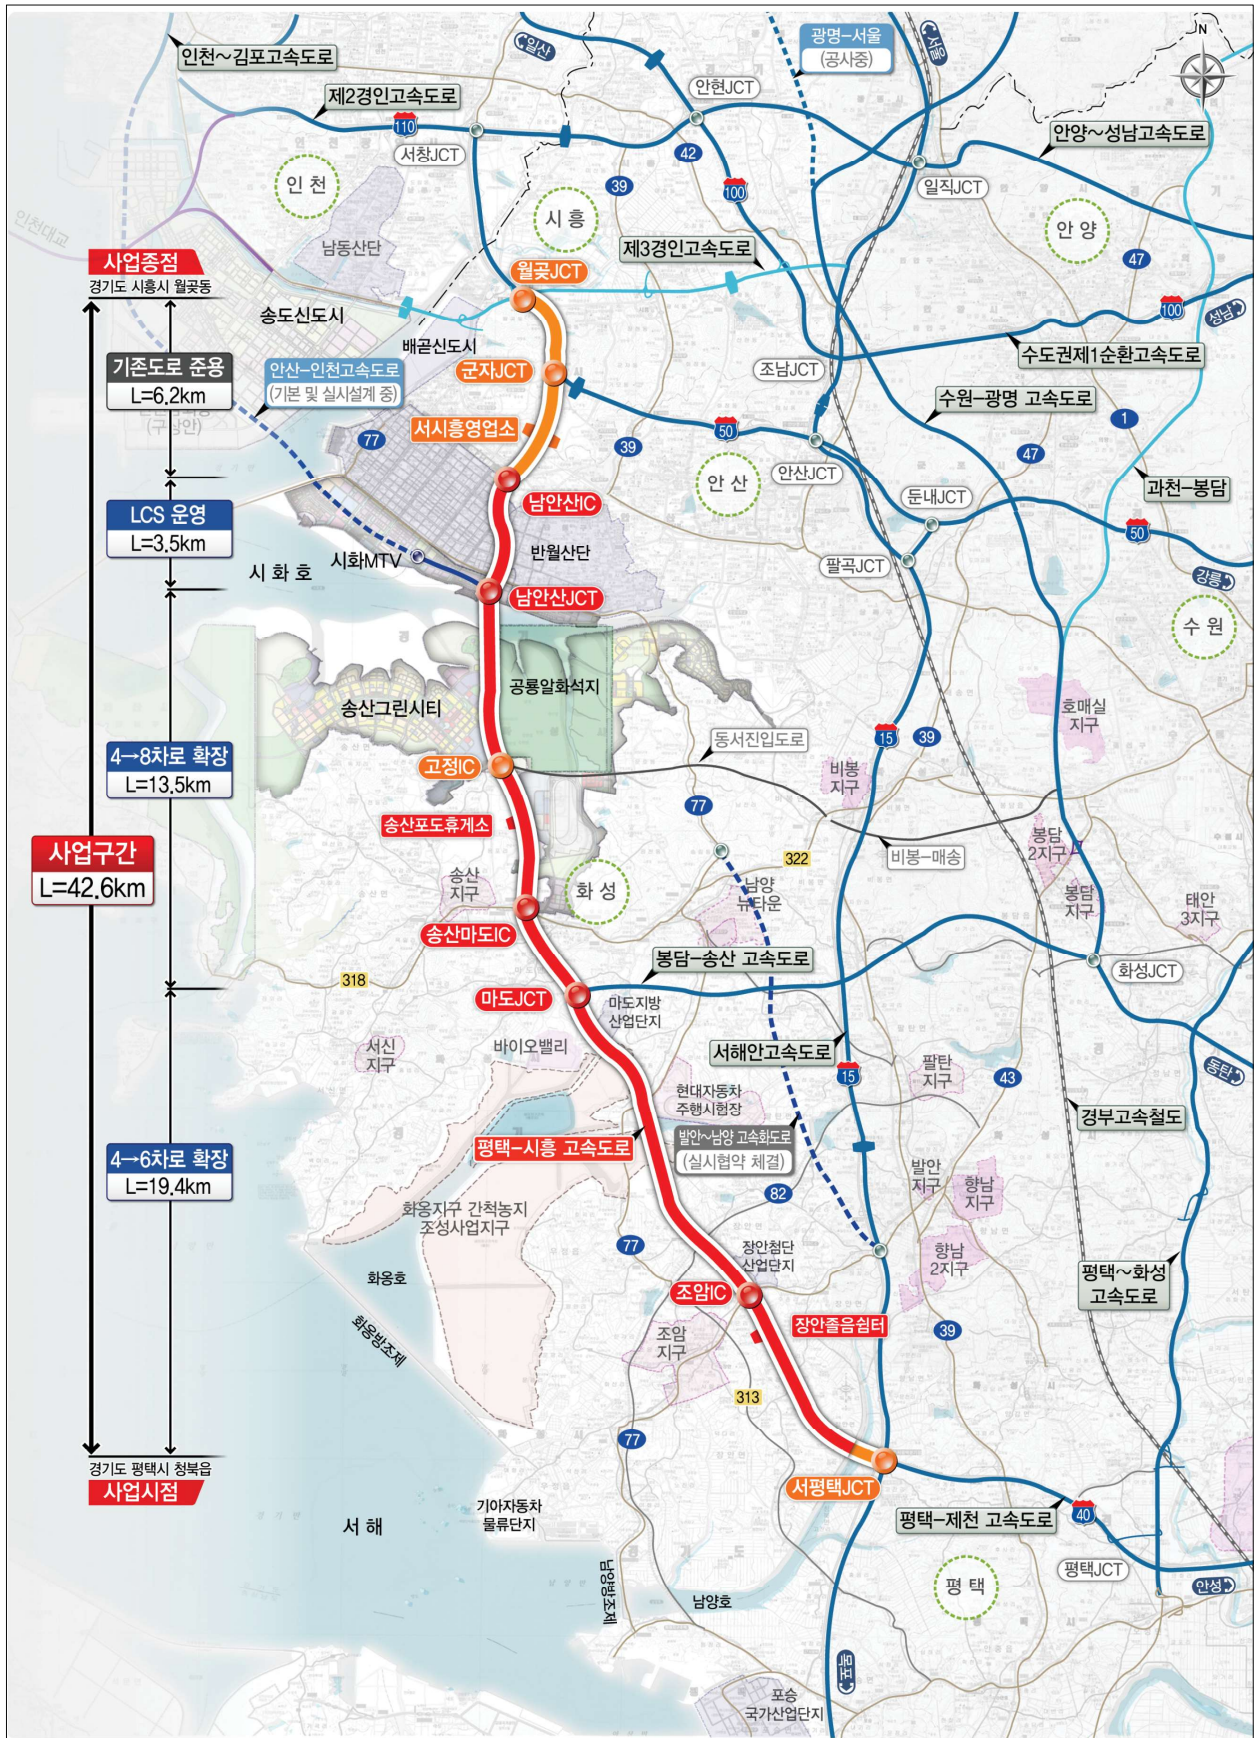 인천~김포고속도로
일산
광명-서울
(공사중)
서울
N
제2경인고속도로
110
안현JCT
서창JCT
42
39
100
일직JCT
안양~성남고속도로
인천
시흥
안양
인천대교
남동산단
제3경인고속도로
47
사업종점
경기도 시흥시 월곶동
월곶JCT
100
성남
송도신도시
배곧신도시
수도권제1순환고속도로
기존도로 준용
L=6.2km
안산-인천고속도로
(기본 및 실시설계 중)
군자JCT
조남JCT
수원-광명 고속도로
(구상안)
77
서시흥영업소
39
50
1
47
안산
안산JCT
과천-봉담
남안산IC
둔내JCT
50
LCS 운영
L=3.5km
시화호
시화MTV
반월산단
팔곡JCT
강릉
남안산JCT
수원
송산그린시티
공룡알화석지
호매실
지구
4→8차로 확장
L=13.5km
고정IC
동서진입도로
15
39
비봉
지구
송산포도휴게소
77
사업구간
L=42.6km
322
비봉-매송
봉담
2지구
송산
지구
화성
남양
뉴타운
봉담
지구
태안
3지구
송산마도IC
318
봉담-송산 고속도로
화성JCT
마도JCT
마도지방
산업단지
서신
지구
바이오밸리
서해안고속도로
15
팔탄
지구
43
동탄
현대자동차
주행시험장
경부고속철도
4→6차로 확장
L=19.4km
평택-시흥 고속도로
발안~남양 고속화도로
(실시협약 체결)
82
발안
지구
향남
지구
화옹지구 간척농지
조성사업지구
77
장안첨단
산업단지
향남
2지구
화옹호
평택~화성
고속도로
조암IC
화옹방조제
조암
지구
장안졸음쉼터
39
313
77
경기도 평택시 청북읍
사업시점
서평택JCT
서해
기아자동차
물류단지
평택-제천 고속도로
40
평택
평택JCT
안성
남양방조제
남양호
목포
포승
국가산업단지